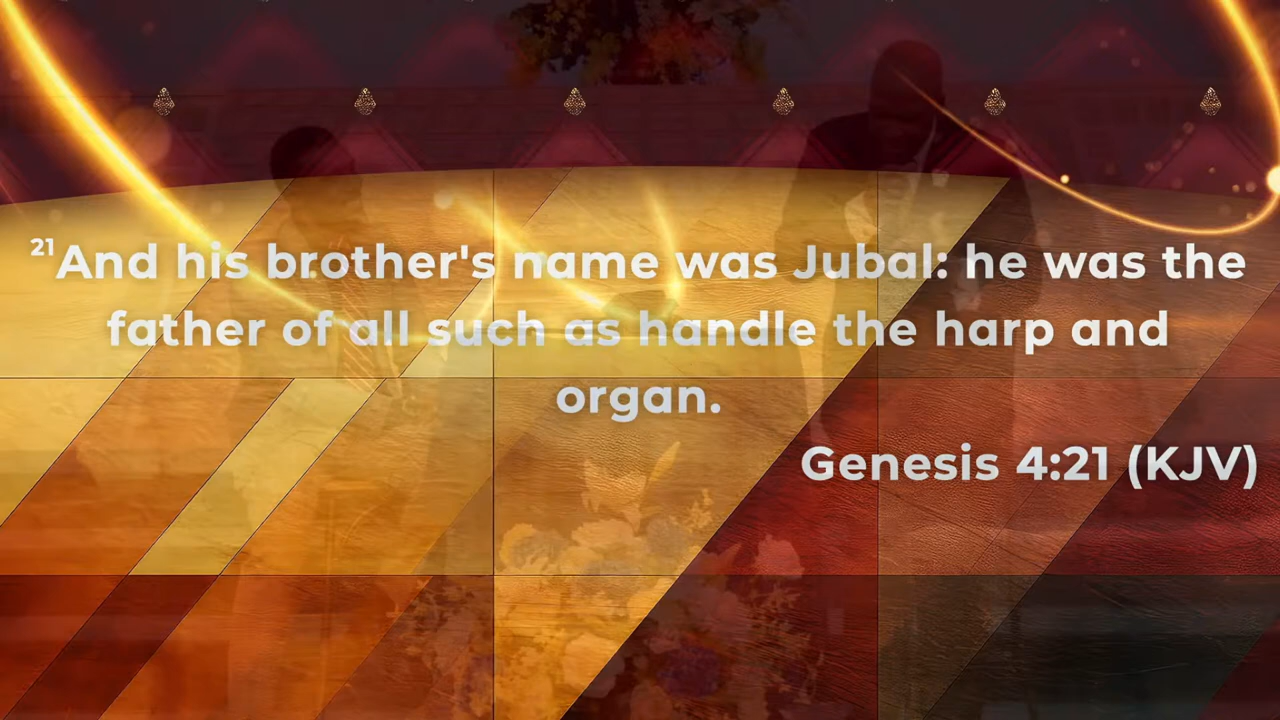 ²¹And his brother's name was Jubal: he was the
father of all such as handle the harp and
organ.
Genesis 4:21 (KJV)